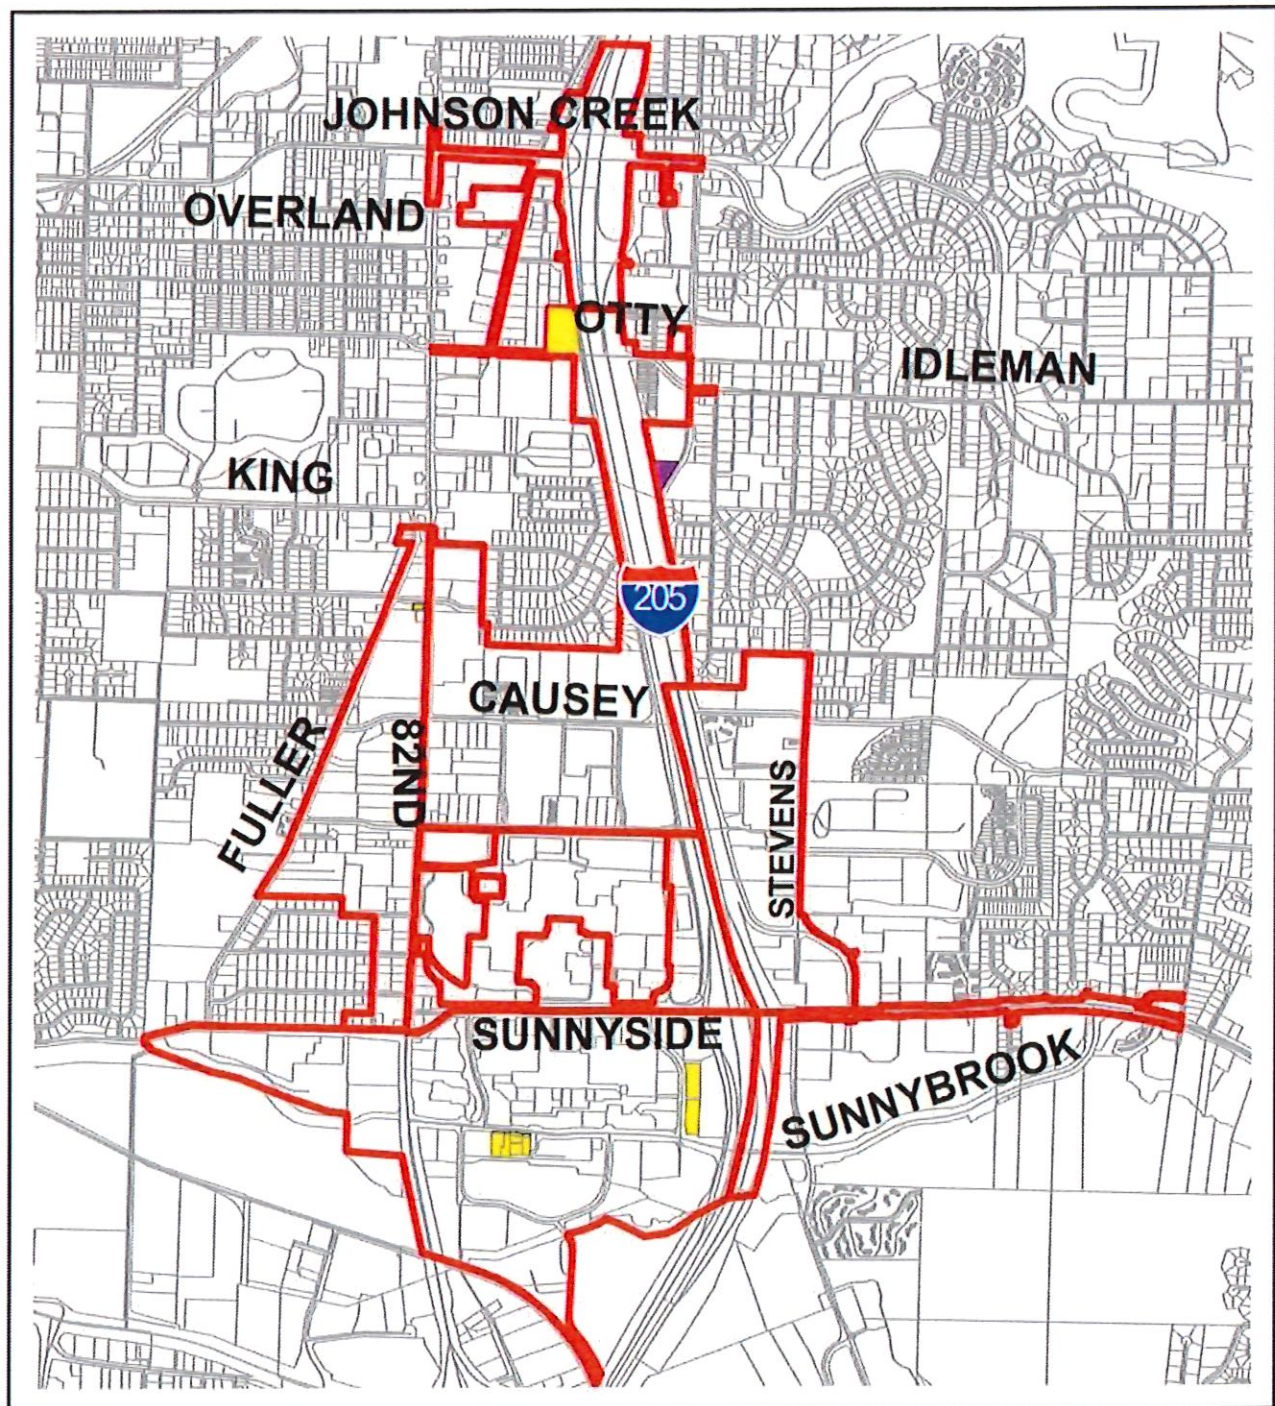 JOHNSON CREEK
OVERLAND
OTTY
IDLEMAN
KING
205
CAUSEY
FULLER
82ND
STEVENS
SUNNYSIDE
SUNNYBROOK